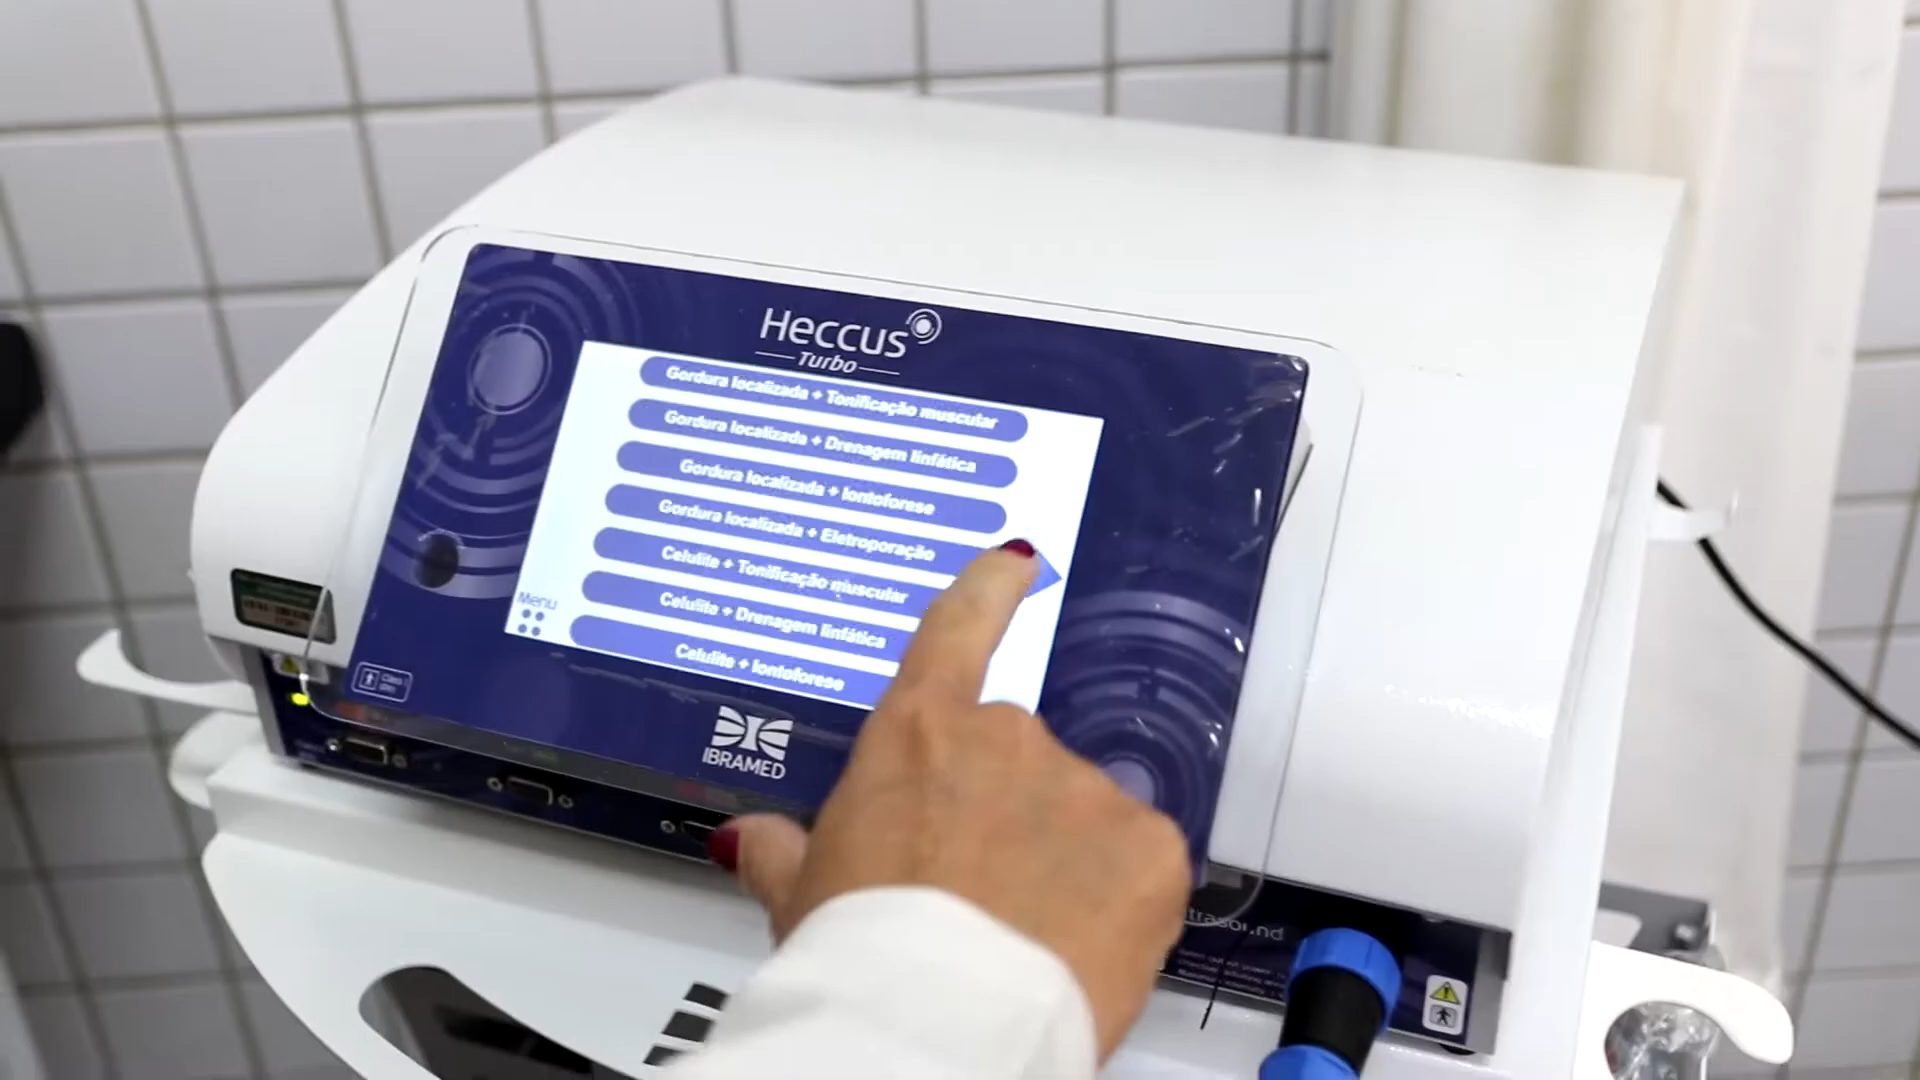 Heccus
Turbo
Gordura localizada + Tonificação muscular
Gordura localizada + Drenagem linfática
Gordura localizada + Iontoforese
Gordura localizada + Eletroporação
Celulite + Tonificação muscular
Celulite + Drenagem linfática
Celulite + Iontoforese
Menu
IBRAMED